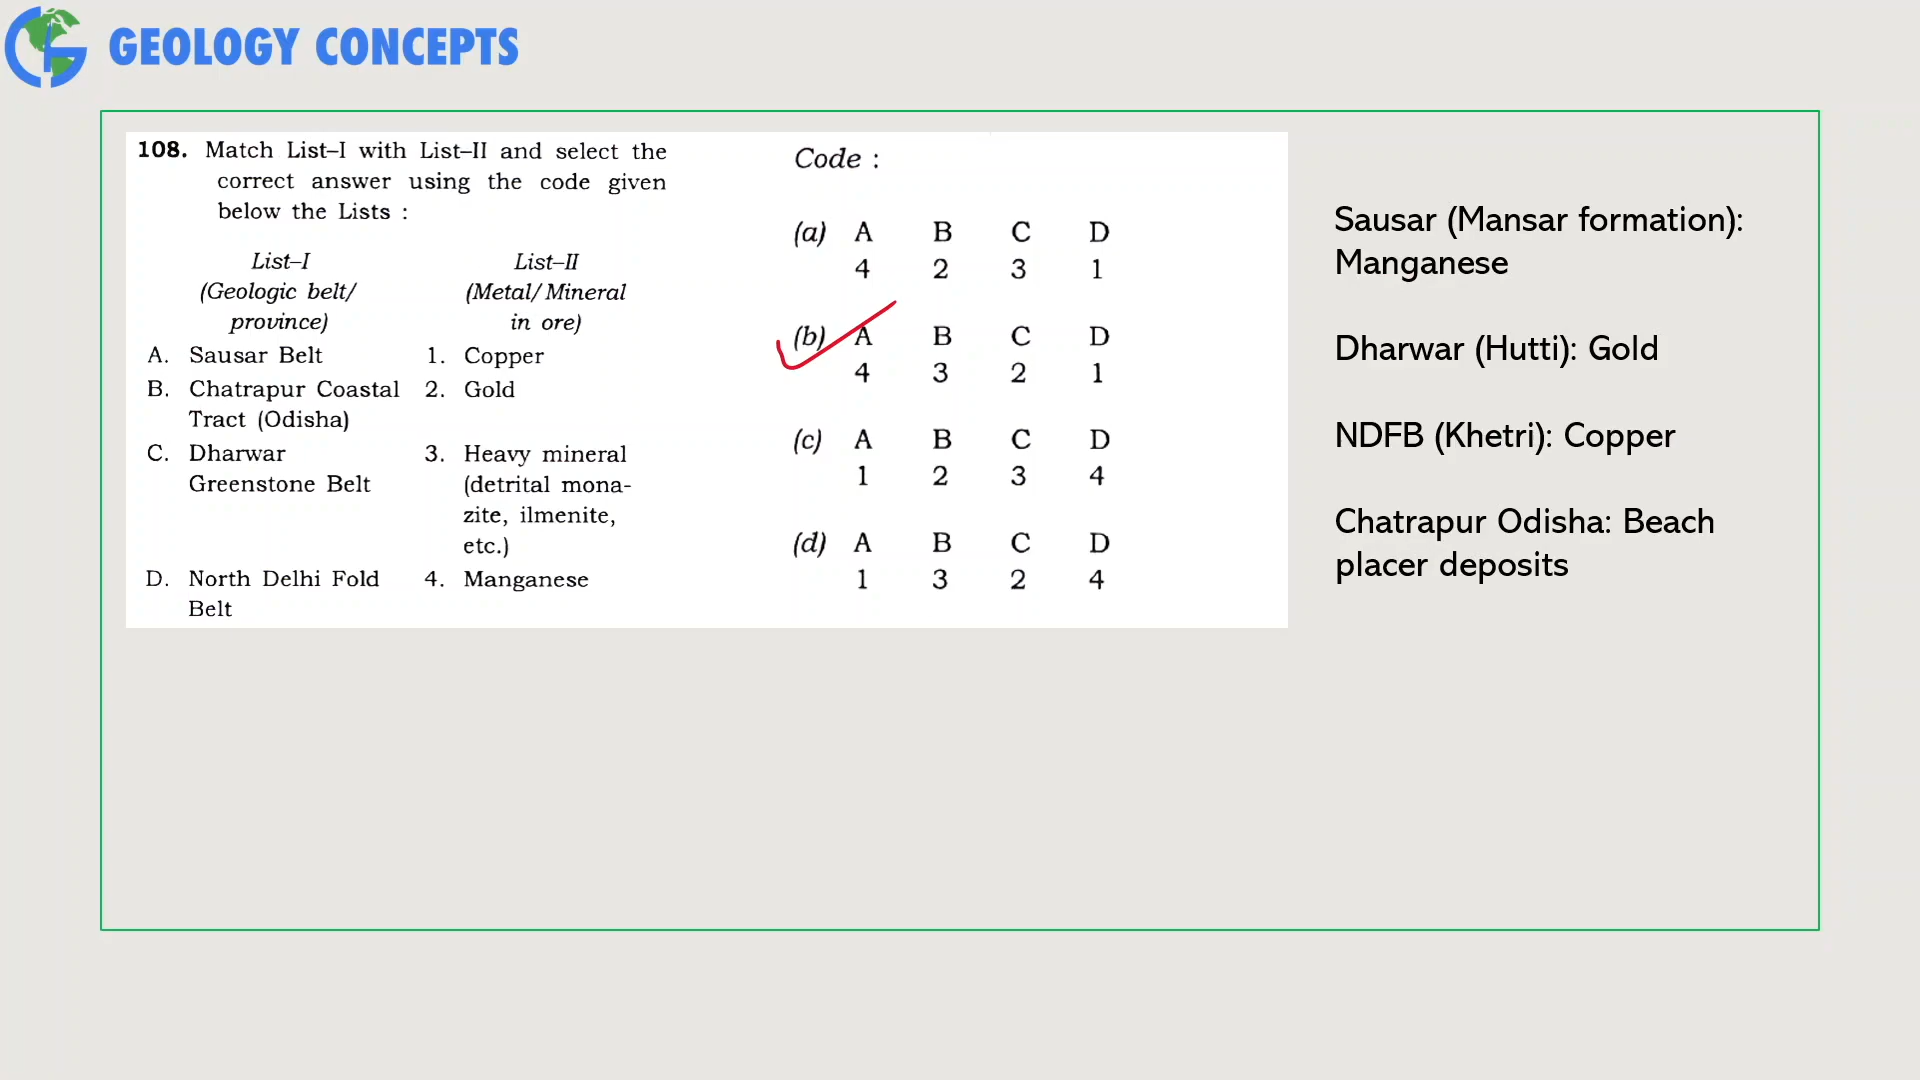 GEOLOGY CONCEPTS
108. Match List–I with List–II and select the
correct answer using the code given
below the Lists :
List–I List–II
(Geologic belt/ (Metal/Mineral
province) in ore)
A. Sausar Belt 1. Copper
B. Chatrapur Coastal 2. Gold
Tract (Odisha)
C. Dharwar 3. Heavy mineral
Greenstone Belt (detrital mona-
zite, ilmenite,
etc.)
D. North Delhi Fold 4. Manganese
Belt
Code :
(a) A B C D
4 2 3 1
(b) A B C D
4 3 2 1
(c) A B C D
1 2 3 4
(d) A B C D
1 3 2 4
Sausar (Mansar formation):
Manganese
Dharwar (Hutti): Gold
NDFB (Khetri): Copper
Chatrapur Odisha: Beach
placer deposits